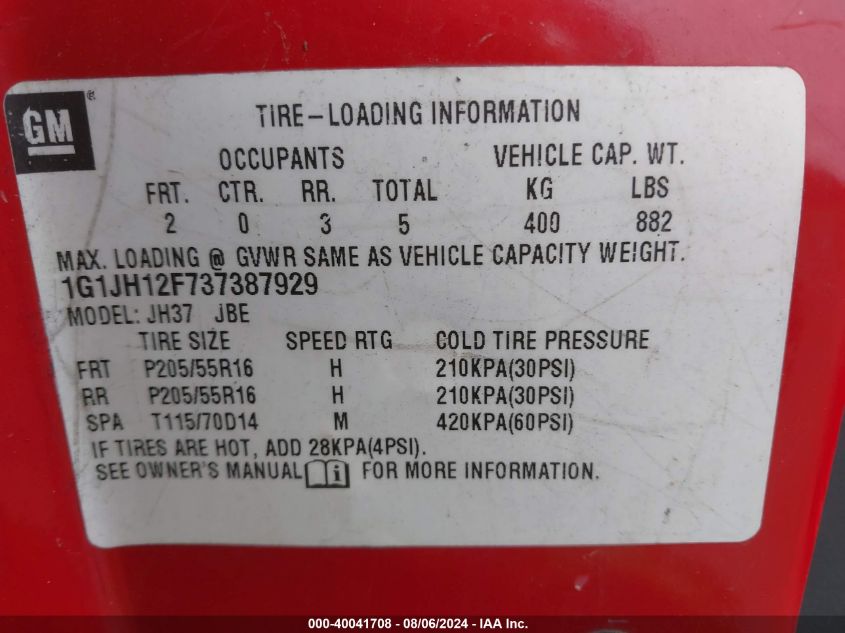 GM®
TIRE-LOADING INFORMATION
OCCUPANTS VEHICLE CAP. WT.
FRT. CTR. RR. TOTAL KG LBS
2 0 3 5 400 882
MAX. LOADING @ GVWR SAME AS VEHICLE CAPACITY WEIGHT.
1G1JH12F737387929
MODEL: JH37 JBE
TIRE SIZE SPEED RTG COLD TIRE PRESSURE
FRT P205/55R16 H 210KPA(30PSI)
RR P205/55R16 H 210KPA(30PSI)
SPA T115/70D14 M 420KPA(60PSI)
IF TIRES ARE HOT, ADD 28KPA(4PSI).
SEE OWNER'S MANUAL i FOR MORE INFORMATION.
000-40041708 - 08/06/2024 - IAA Inc.